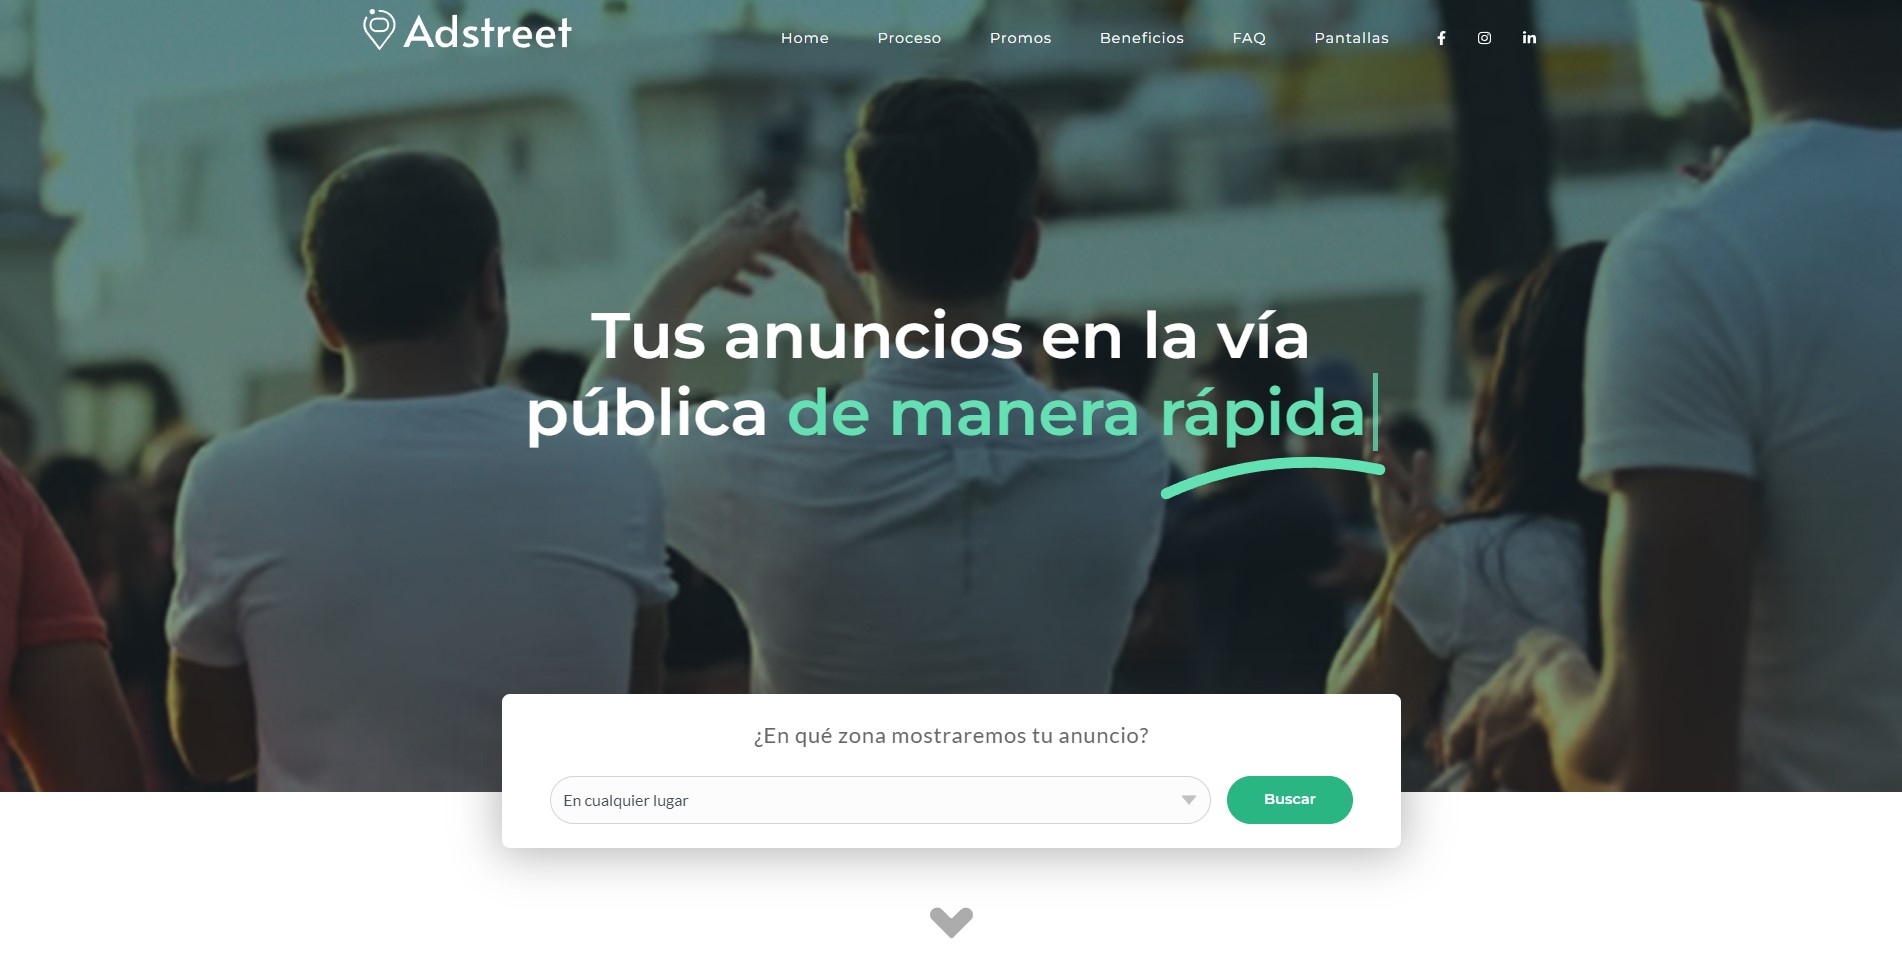 Adstreet
Home
Proceso
Promos
Beneficios
FAQ
Pantallas
Tus anuncios en la vía
pública de manera rápida
¿En qué zona mostraremos tu anuncio?
En cualquier lugar
Buscar